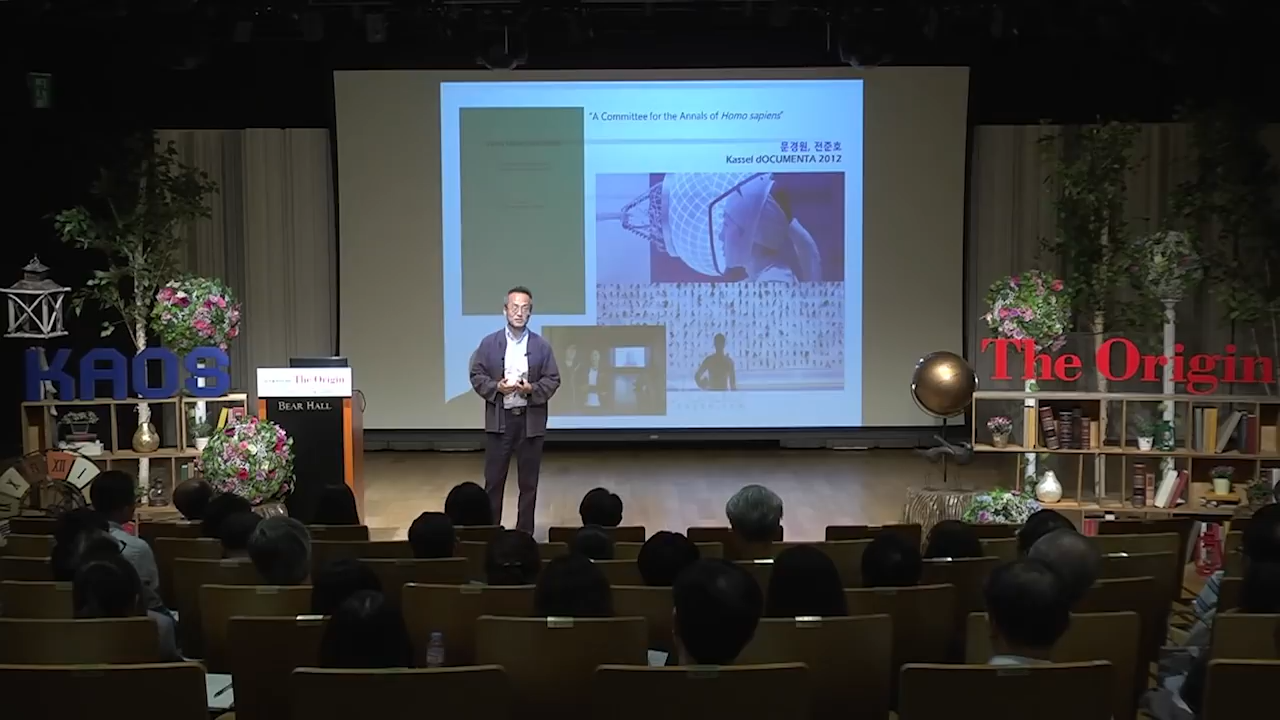 "A Committee for the Annals of Homo sapiens"
문경원, 전준호
Kassel dOCUMENTA 2012
KAOS
The Origin
The Origin
BEAR HALL
X
XII
I